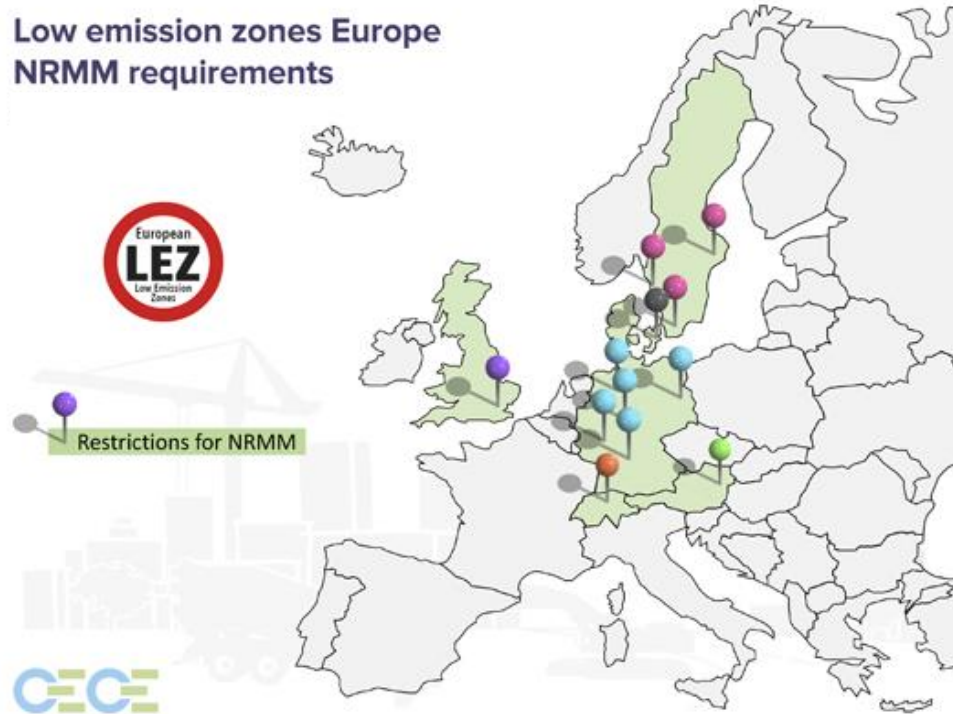 Low emission zones Europe
NRMM requirements
European
LEZ
Low Emission
Zones
Restrictions for NRMM
CECE